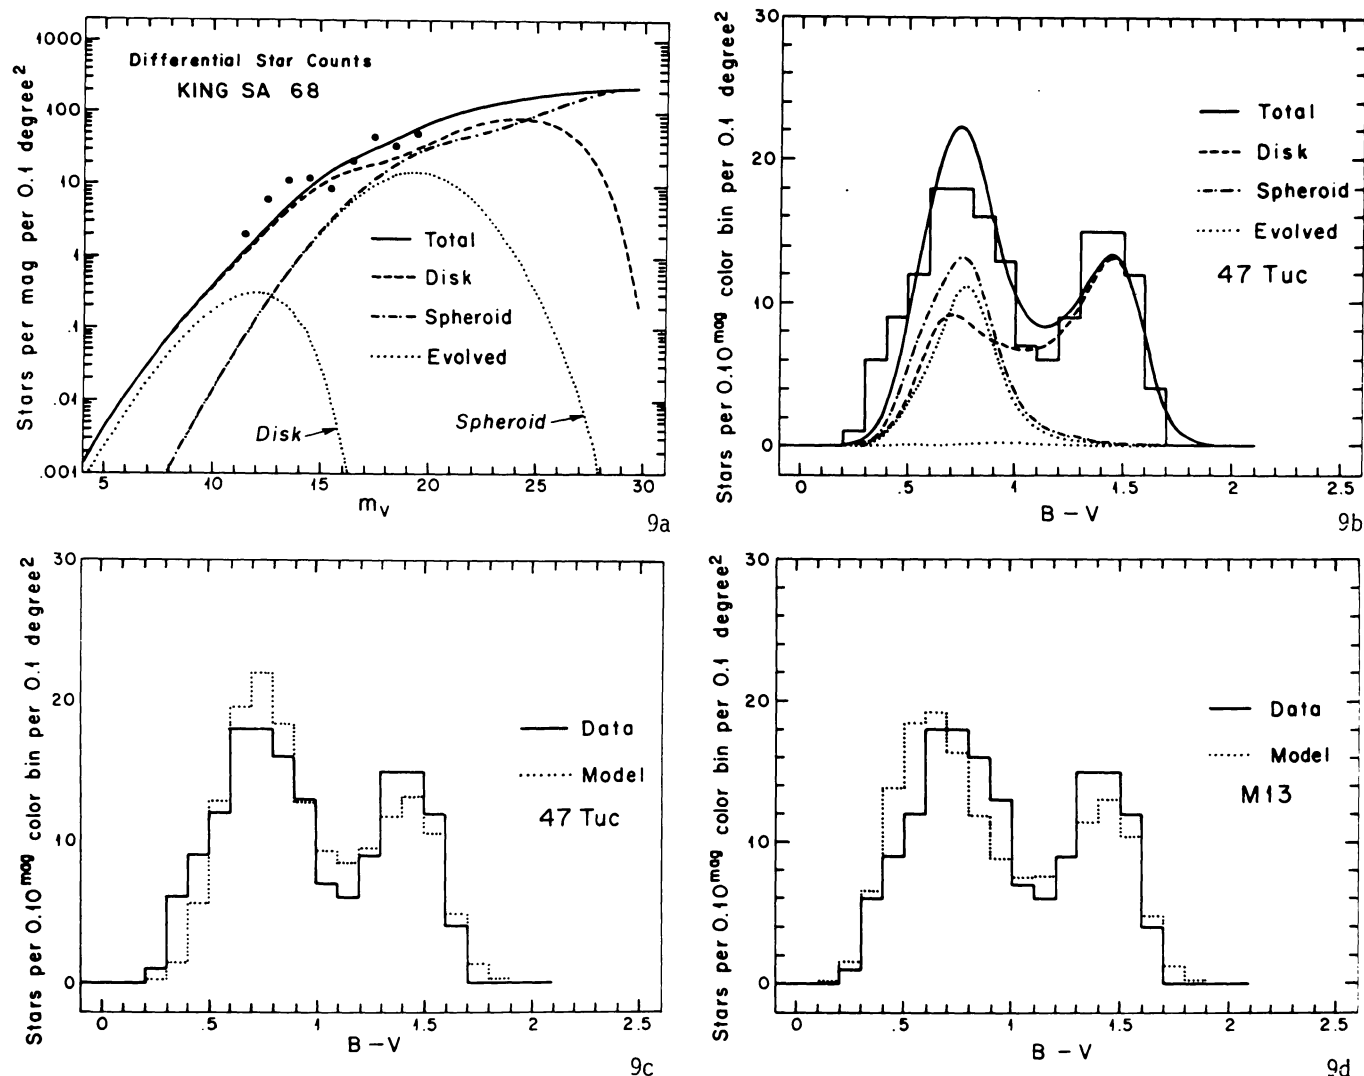 Differential Star Counts
KING SA 68
Stars per mag per 0.1 degree²
1000
100
10
1
.1
.01
.001
5
10
15
20
25
30
m_V
Total
Disk
Spheroid
Evolved
Disk
Spheroid
9a
Stars per 0.10^mag color bin per 0.1 degree²
30
20
10
0
0
.5
1
1.5
2
2.5
B-V
Total
Disk
Spheroid
Evolved
47 Tuc
9b
Stars per 0.10^mag color bin per 0.1 degree²
30
20
10
0
0
.5
1
1.5
2
2.5
B-V
Data
Model
47 Tuc
9c
Stars per 0.10^mag color bin per 0.1 degree²
30
20
10
0
0
.5
1
1.5
2
2.5
B-V
Data
Model
M13
9d